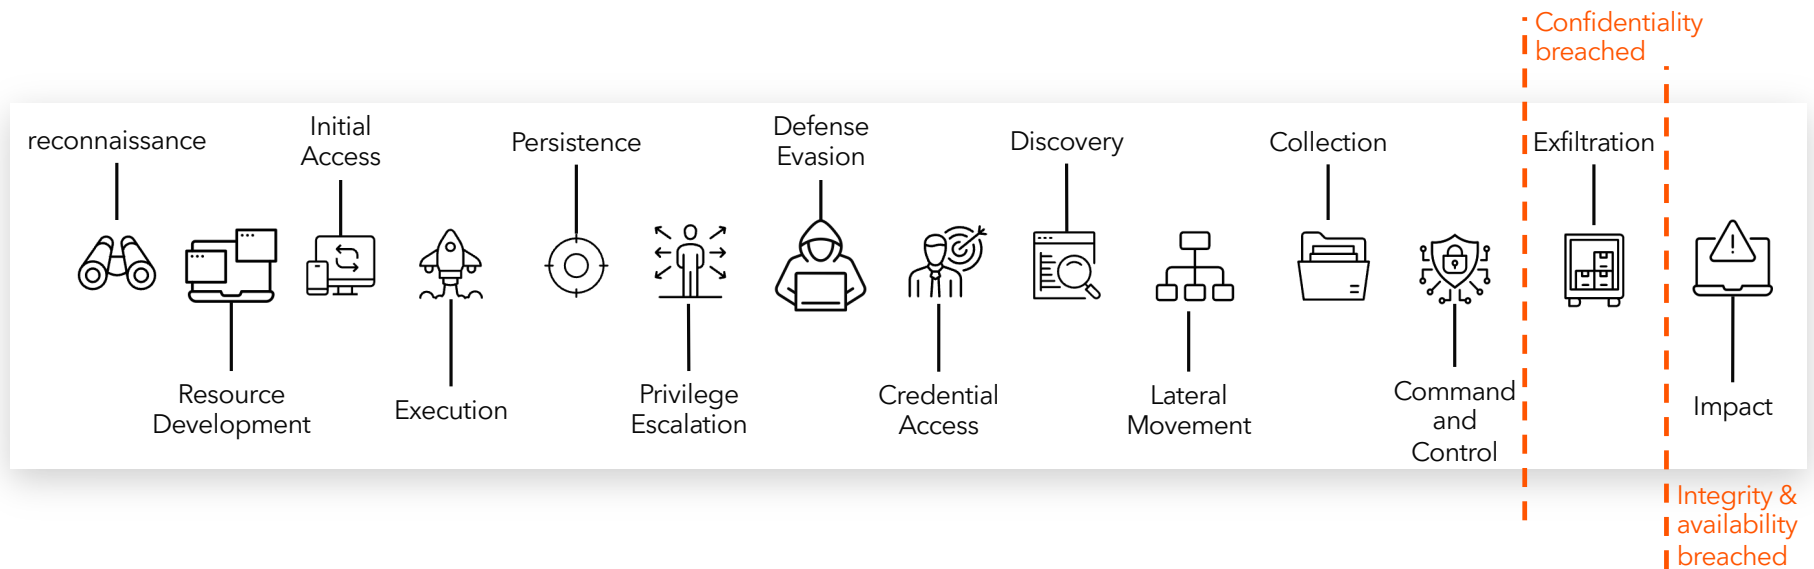 Confidentiality
breached
reconnaissance
Initial
Access
Persistence
Defense
Evasion
Discovery
Collection
Exfiltration
Resource
Development
Execution
Privilege
Escalation
Credential
Access
Lateral
Movement
Command
and
Control
Impact
Integrity &
availability
breached